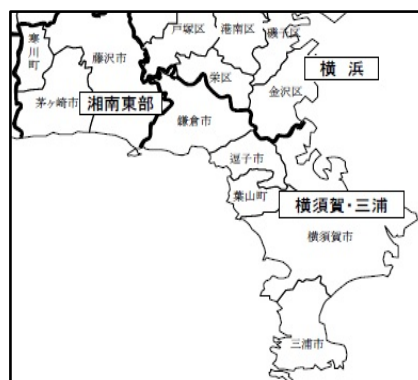 戸塚区
港南区
磯子区
寒川町
藤沢市
栄区
横 浜
茅ヶ崎市
湘南東部
金沢区
鎌倉市
逗子市
葉山町
横須賀・三浦
横須賀市
三浦市